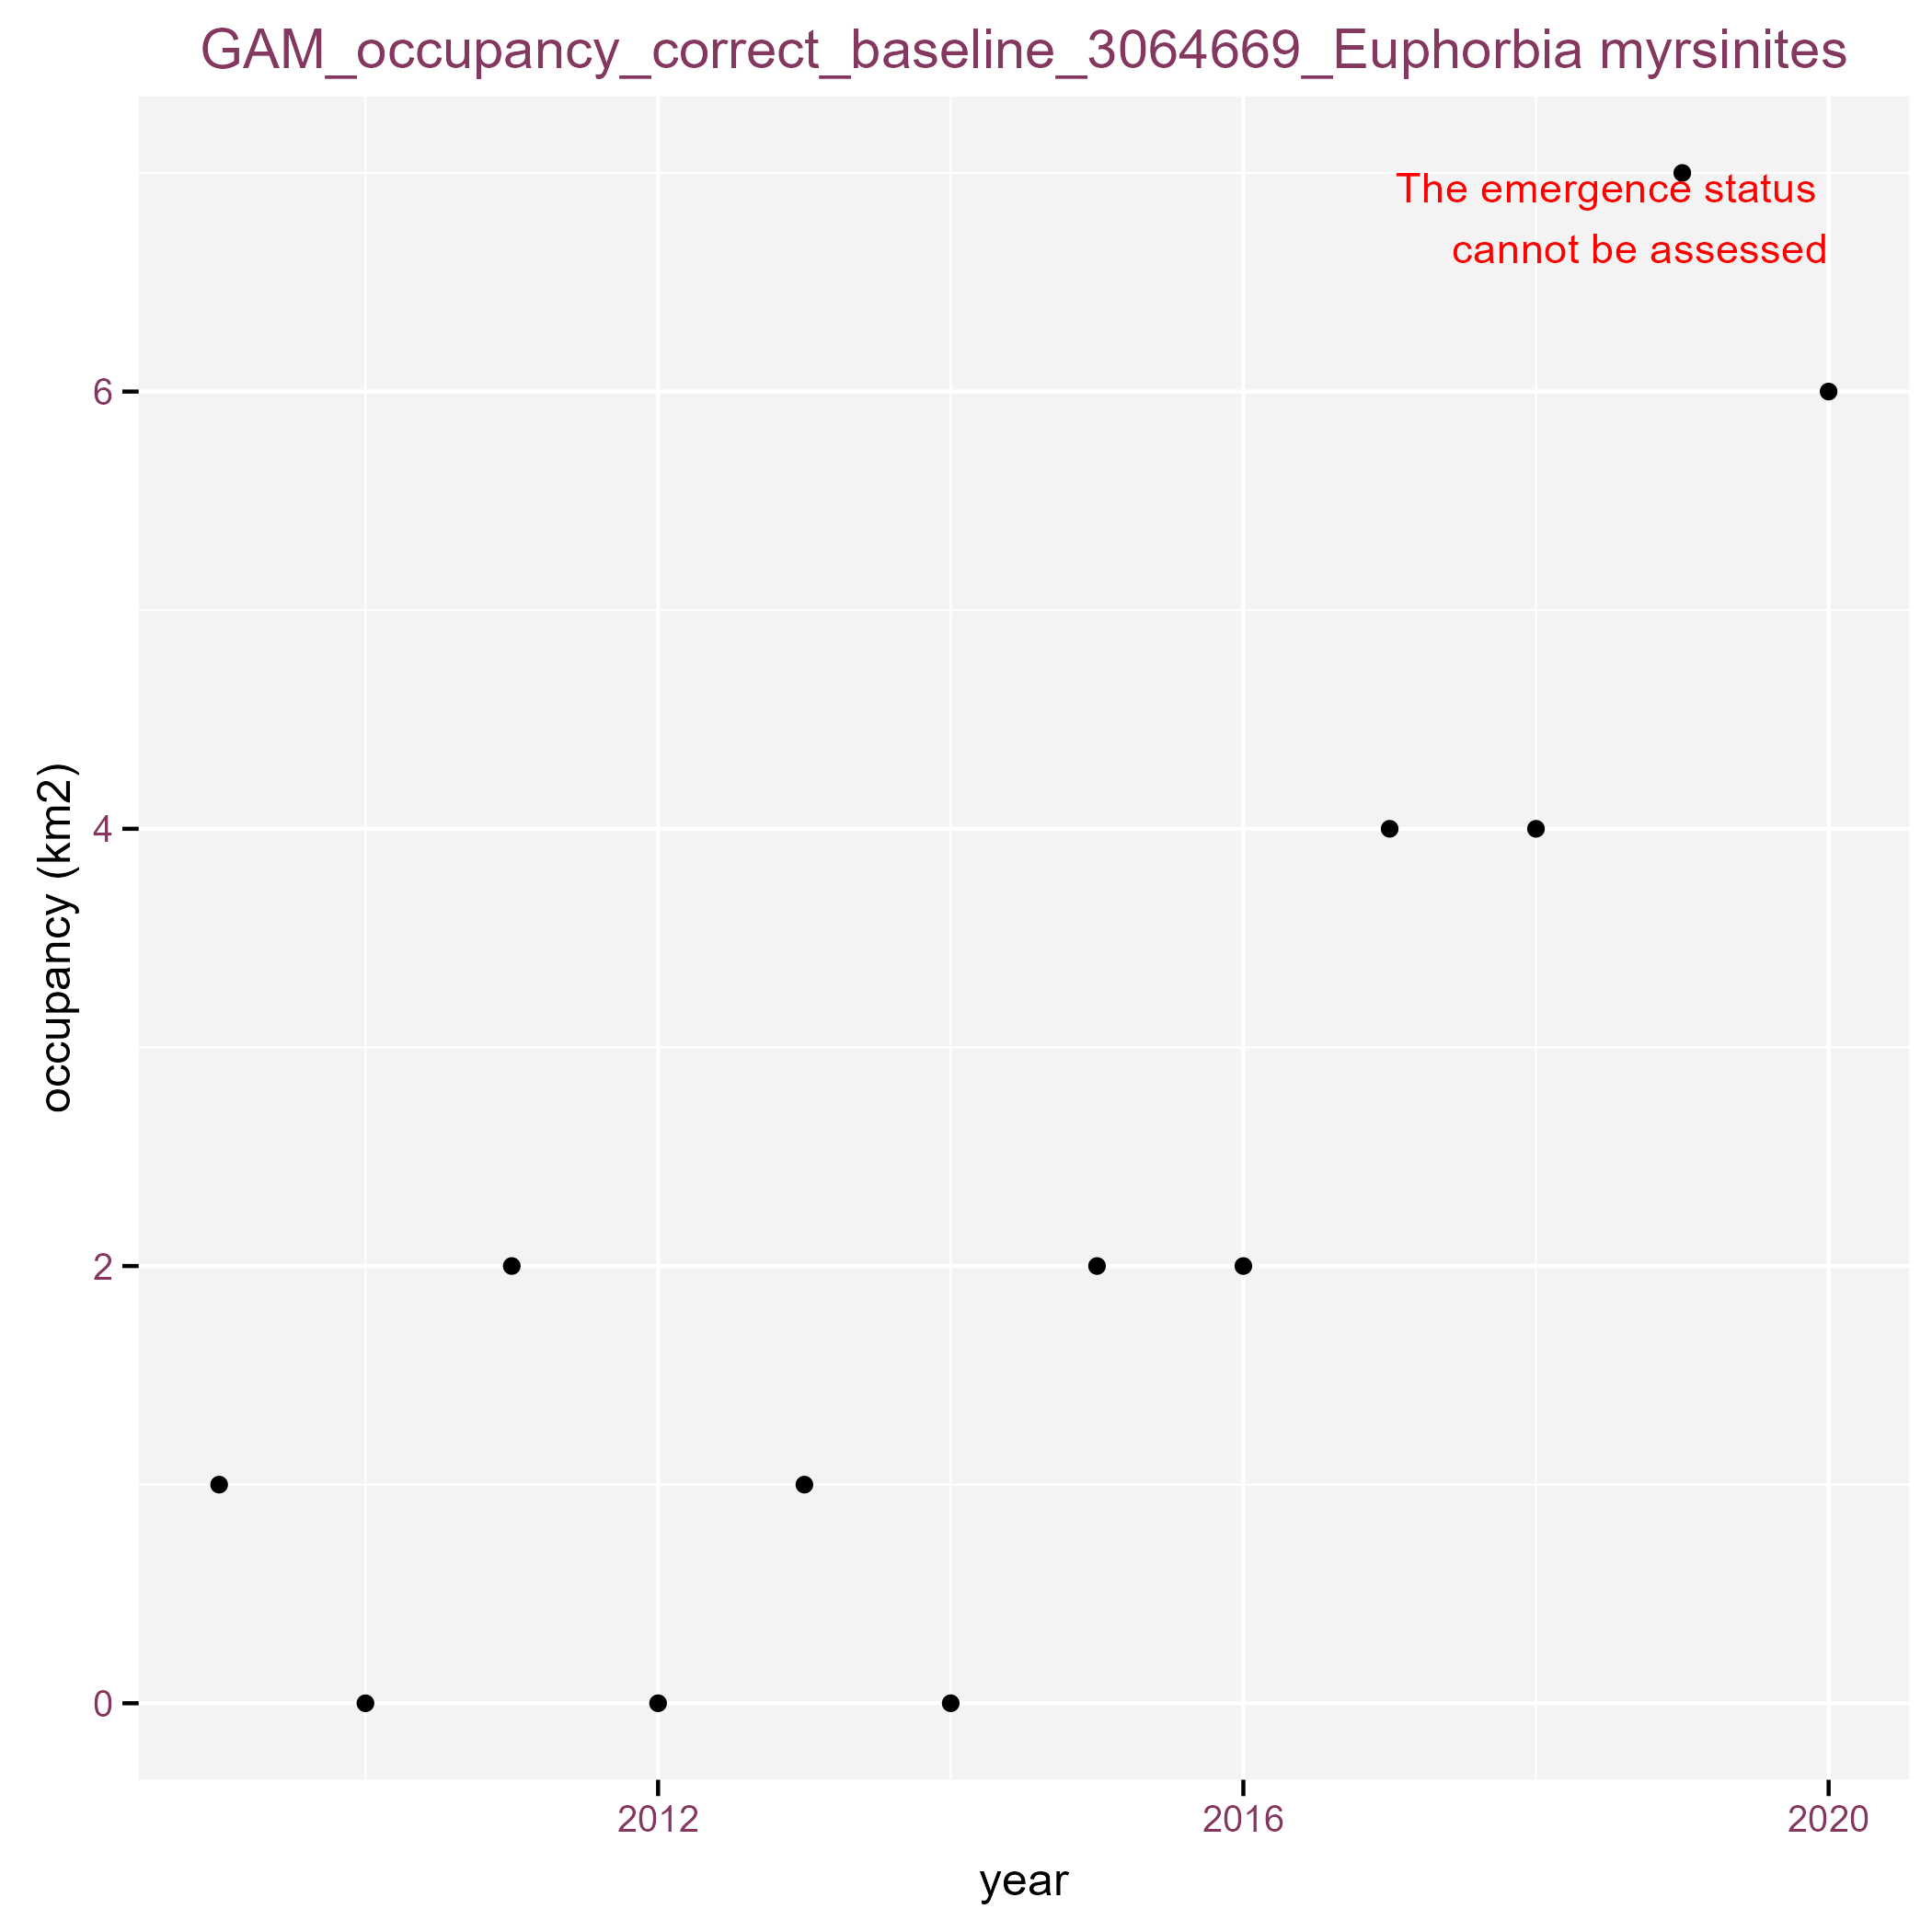 GAM_occupancy_correct_baseline_3064669_Euphorbia myrsinites
The emergence status
cannot be assessed
6
4
2
0
occupancy (km2)
2012
2016
2020
year